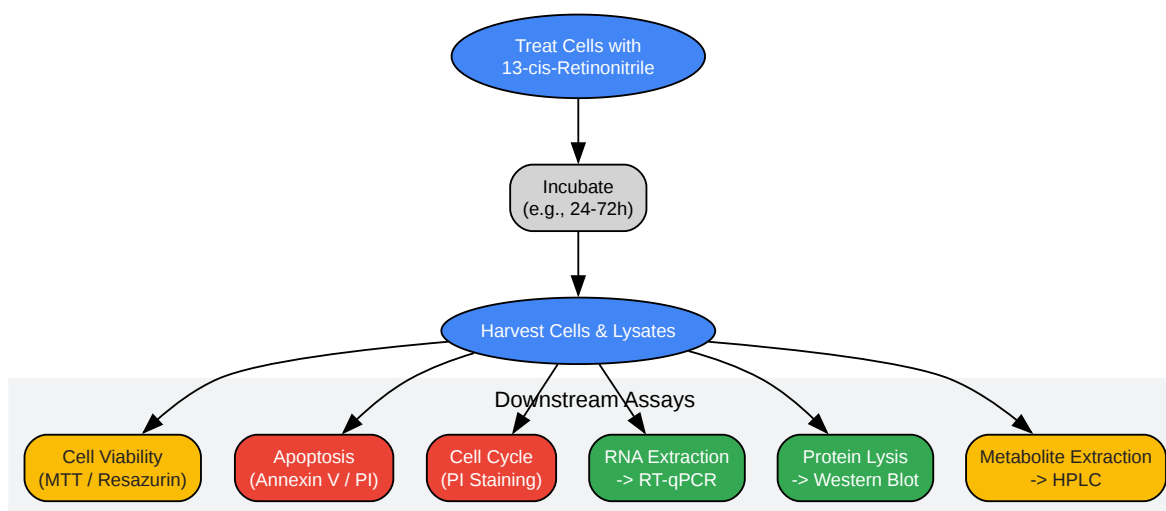 Treat Cells with
13-cis-Retinonitrile
Incubate
(e.g., 24-72h)
Harvest Cells & Lysates
Downstream Assays
Cell Viability
(MTT / Resazurin)
Apoptosis
(Annexin V / PI)
Cell Cycle
(PI Staining)
RNA Extraction
-> RT-qPCR
Protein Lysis
-> Western Blot
Metabolite Extraction
-> HPLC